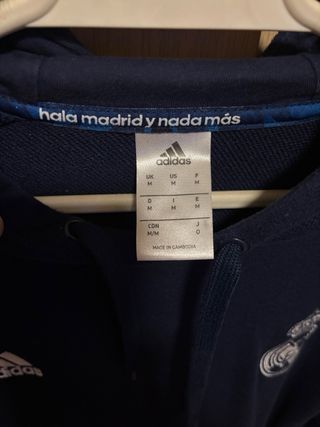 hala madrid y nada más
adidas
UK US F
M M M
D I E
M M M
CDN J
M/M O
MADE IN CAMBODIA
adidas